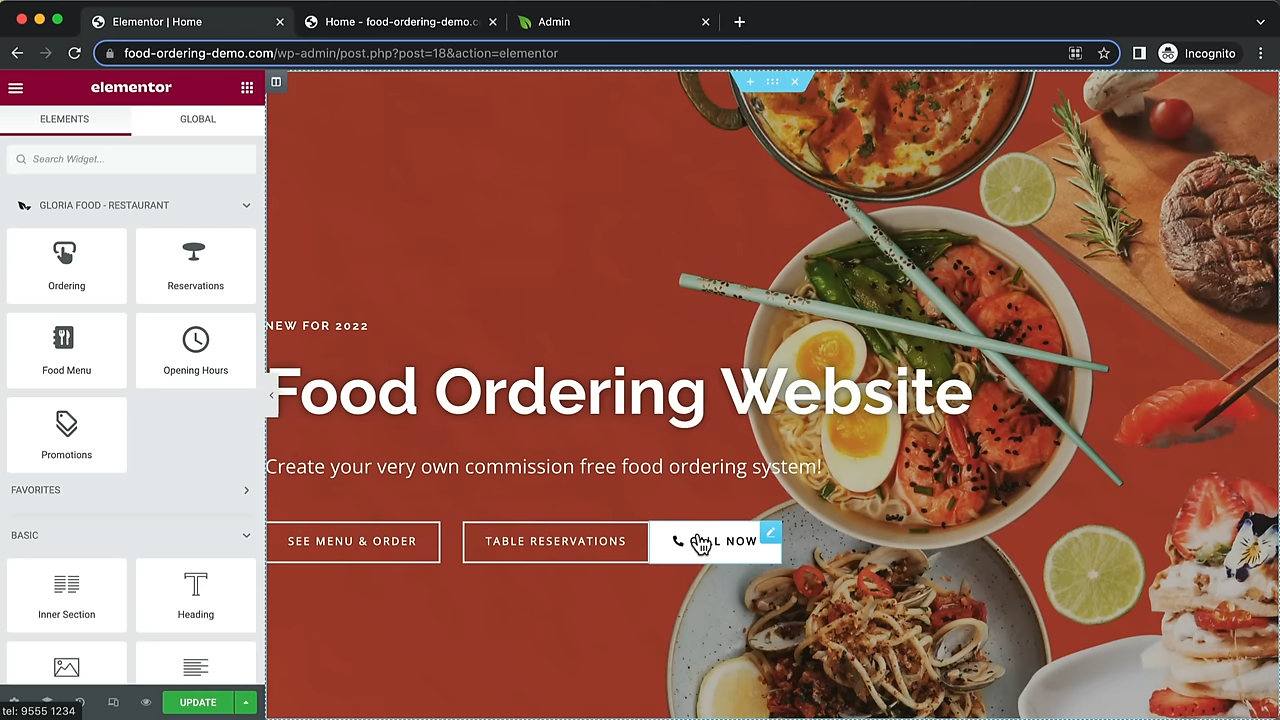 Elementor | Home
Home - food-ordering-demo.c
Admin
food-ordering-demo.com/wp-admin/post.php?post=18&action=elementor
Incognito
elementor
ELEMENTS
GLOBAL
Search Widget...
GLORIA FOOD - RESTAURANT
Ordering
Reservations
Food Menu
Opening Hours
Promotions
FAVORITES
BASIC
Inner Section
Heading
UPDATE
tel: 9555 1234
NEW FOR 2022
Food Ordering Website
Create your very own commission free food ordering system!
SEE MENU & ORDER
TABLE RESERVATIONS
CALL NOW